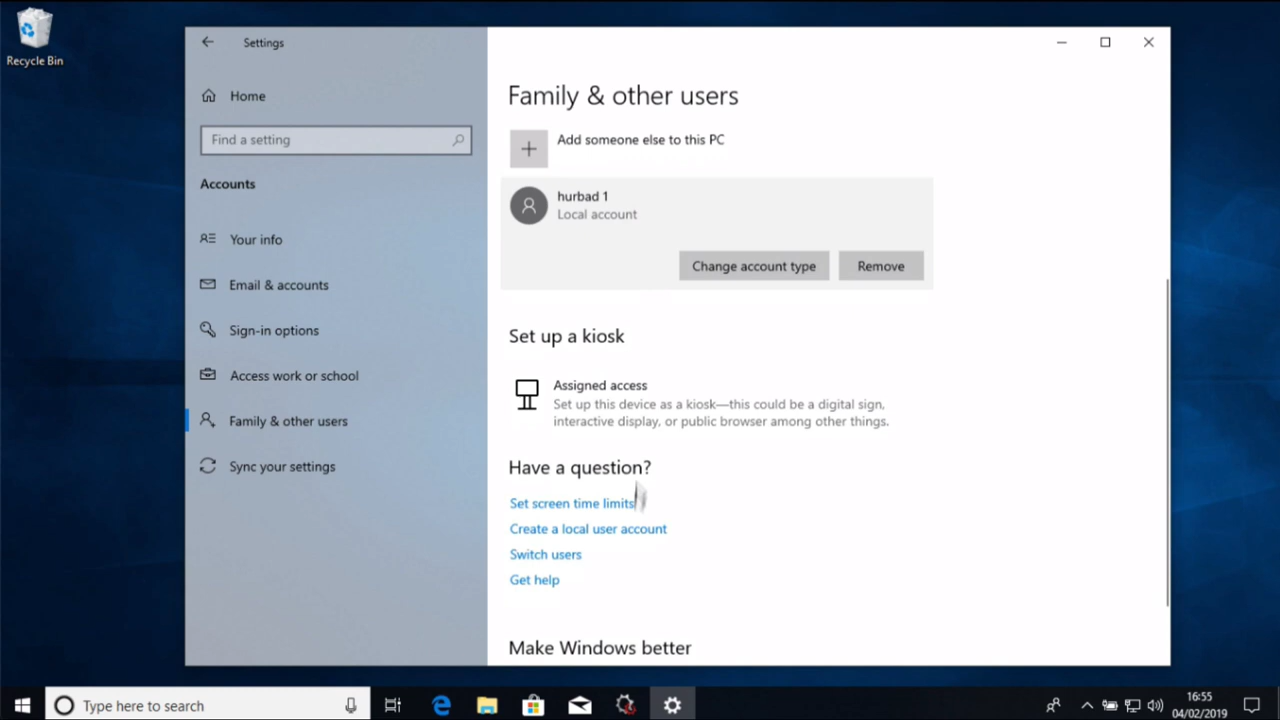 Recycle Bin
Settings
Home
Find a setting
Accounts
Your info
Email & accounts
Sign-in options
Access work or school
Family & other users
Sync your settings
Family & other users
Add someone else to this PC
hurbad 1
Local account
Change account type
Remove
Set up a kiosk
Assigned access
Set up this device as a kiosk—this could be a digital sign,
interactive display, or public browser among other things.
Have a question?
Set screen time limits
Create a local user account
Switch users
Get help
Make Windows better
Type here to search
16:55
04/02/2019